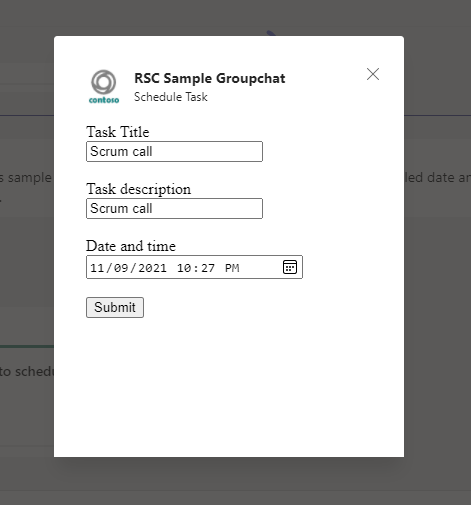 RSC Sample Groupchat
contoso
Schedule Task
Task Title
Scrum call
s sample
led date an
Task description
Scrum call
Date and time
11/09/2021 10:27 PM
Submit
to schedu